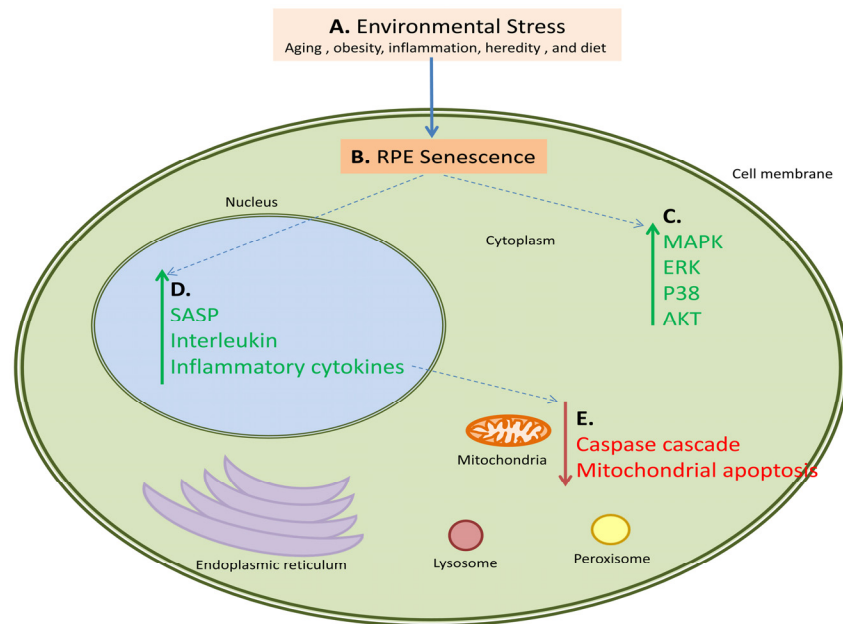 A. Environmental Stress
Aging , obesity, inflammation, heredity , and diet
B. RPE Senescence
Cell membrane
Nucleus
Cytoplasm
C.
MAPK
ERK
P38
AKT
D.
SASP
Interleukin
Inflammatory cytokines
E.
Caspase cascade
Mitochondrial apoptosis
Mitochondria
Endoplasmic reticulum
Lysosome
Peroxisome